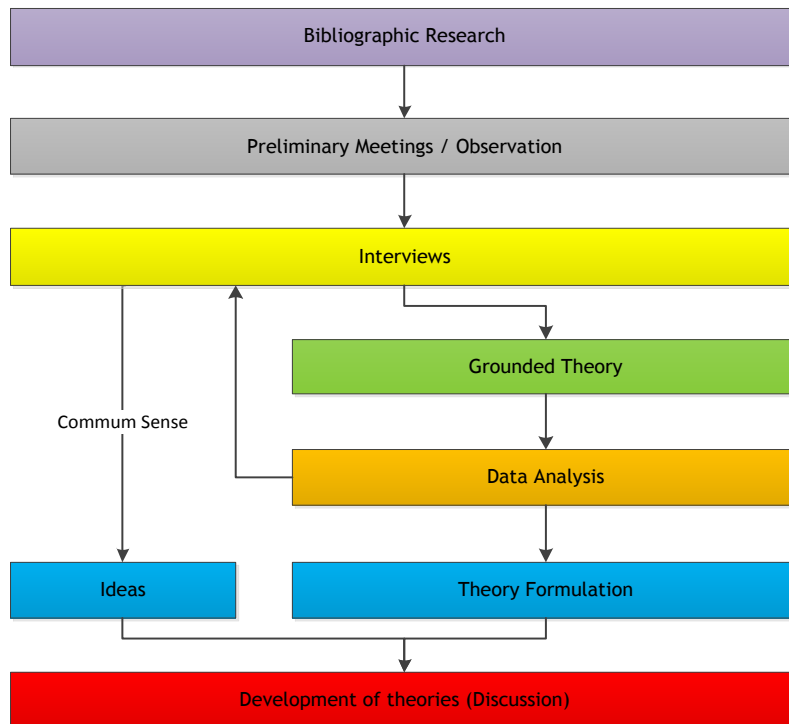 Bibliographic Research
Preliminary Meetings / Observation
Interviews
Grounded Theory
Commum Sense
Data Analysis
Ideas
Theory Formulation
Development of theories (Discussion)